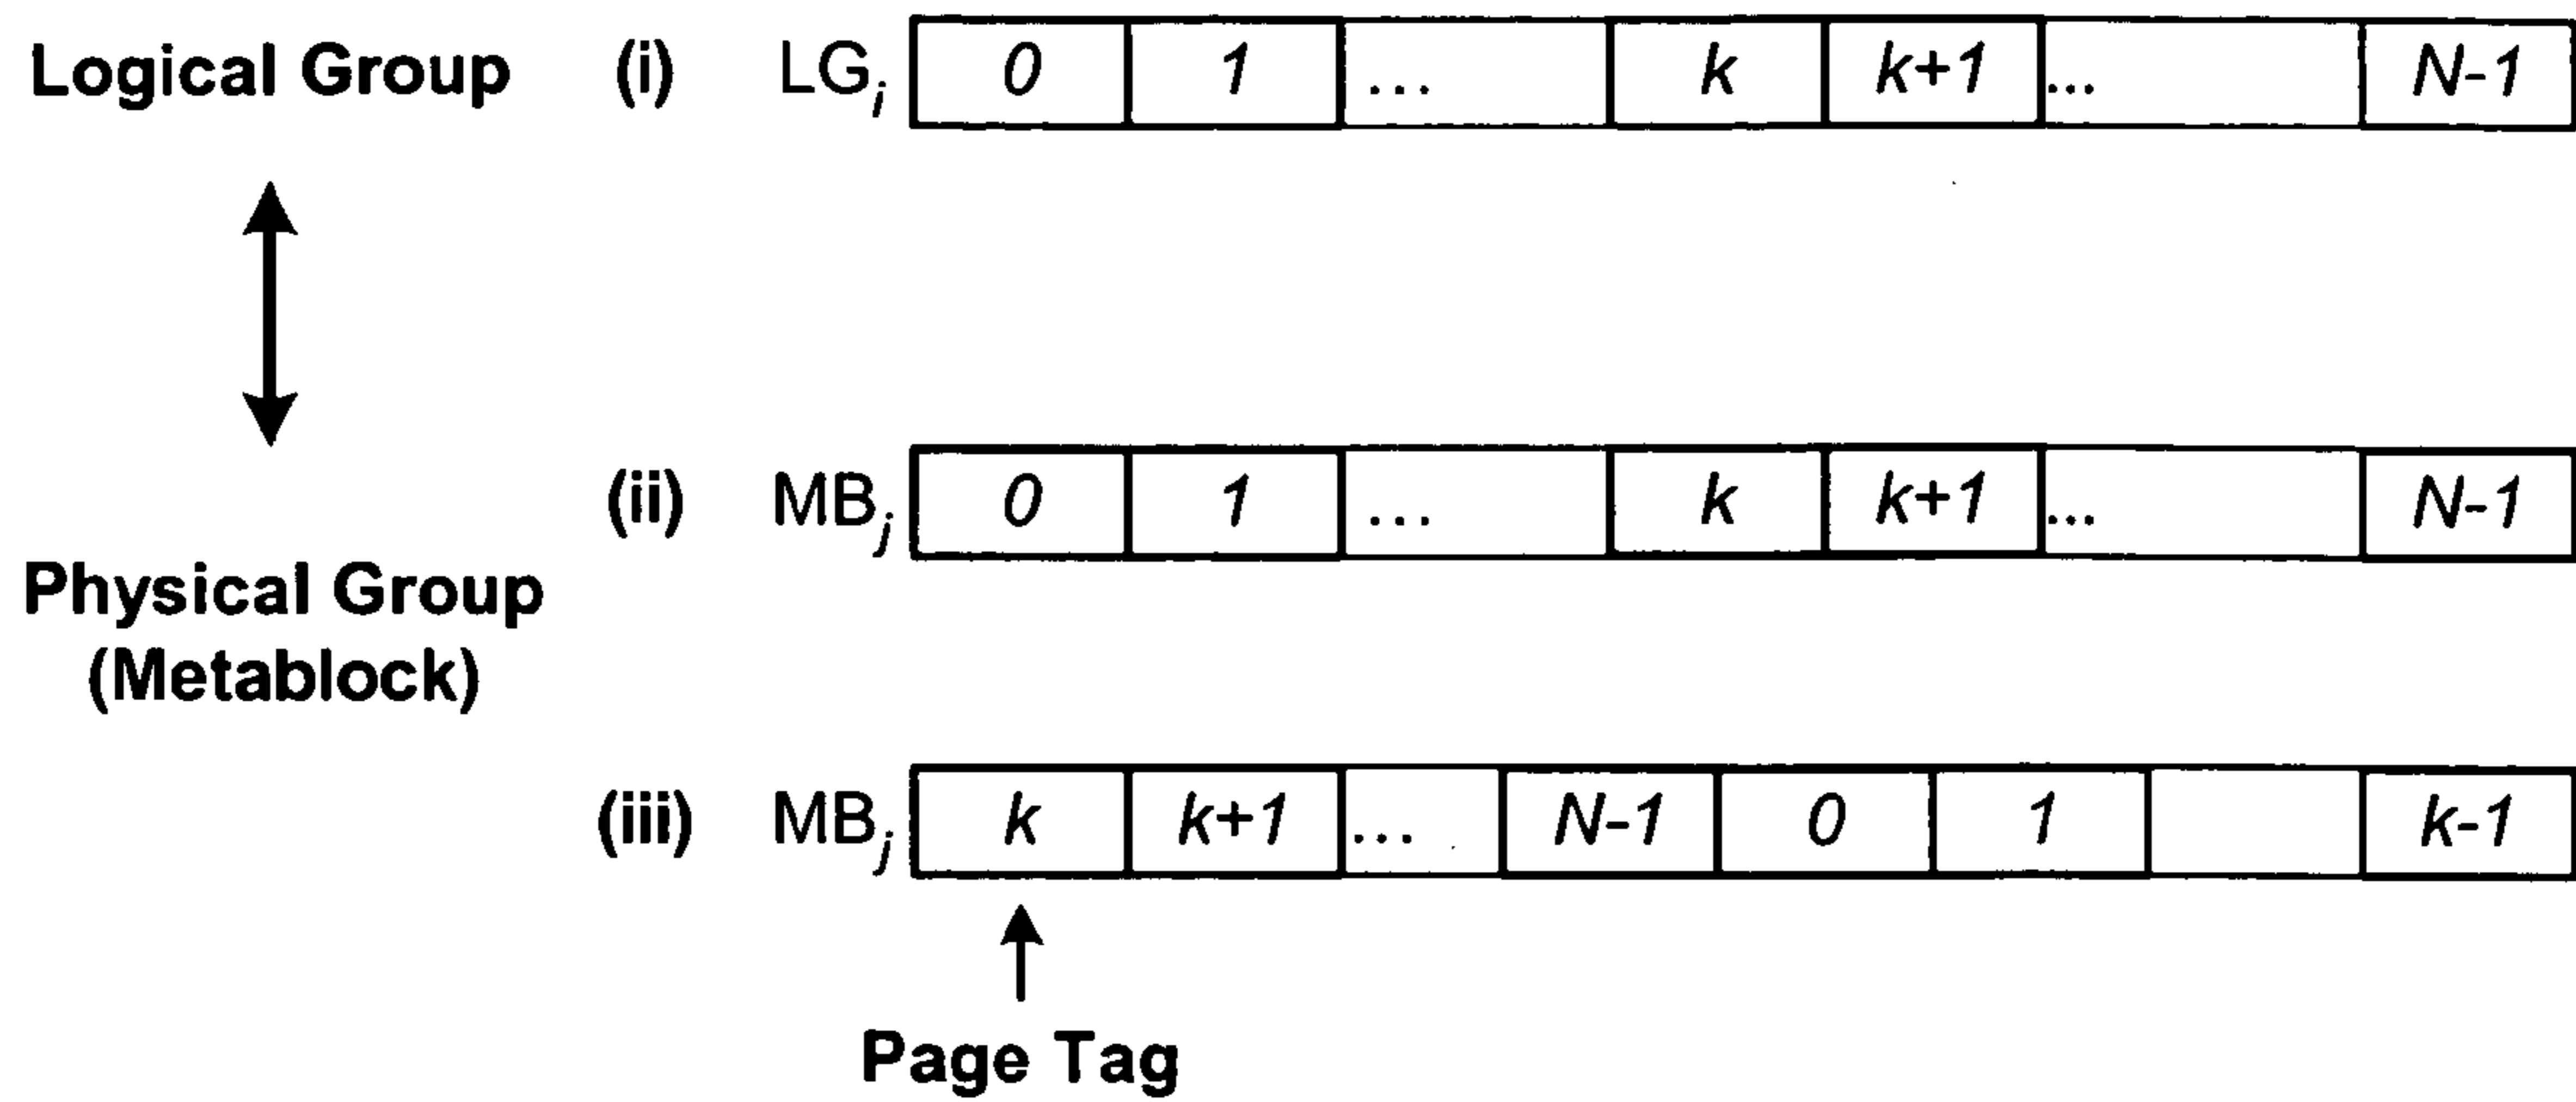 Logical Group (i) LGi 0 1 ... k k+1 ... N-1
(ii) MBj 0 1 ... k k+1 ... N-1
Physical Group
(Metablock)
(iii) MBj k k+1 ... N-1 0 1 k-1
Page Tag